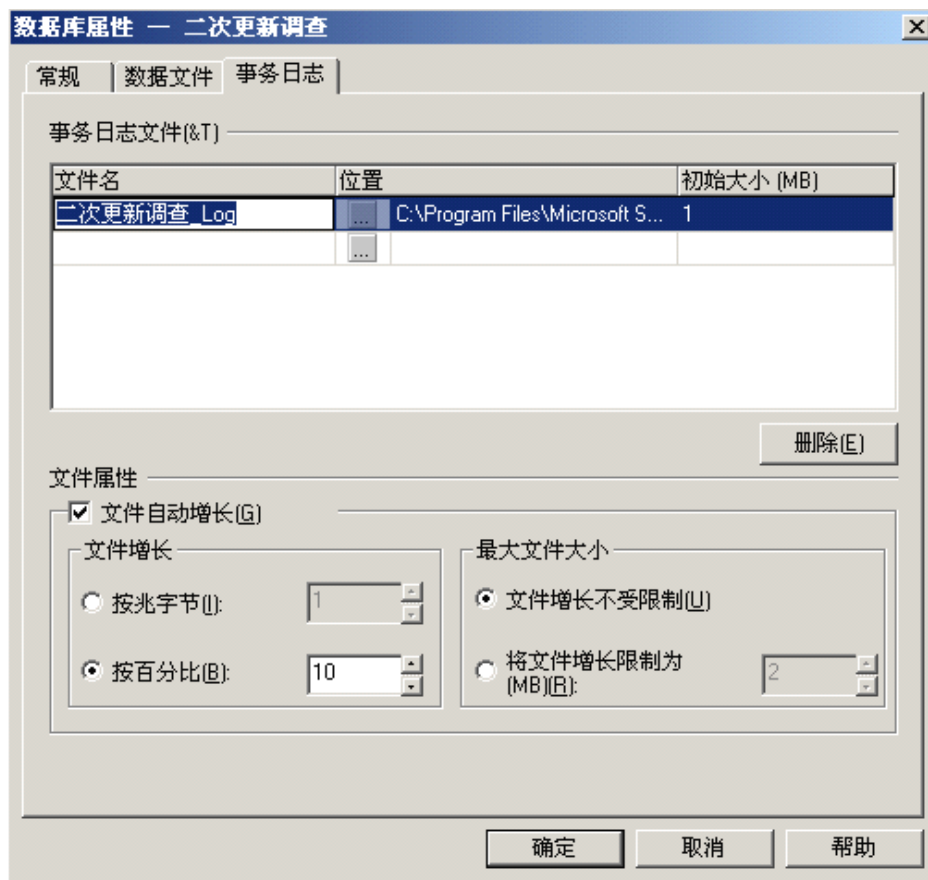 数据库属性 — 二次更新调查
常规 数据文件 事务日志
事务日志文件(&T)
文件名 位置 初始大小 (MB)
二次更新调查_Log ... C:\Program Files\Microsoft S... 1
...
删除(E)
文件属性
文件自动增长(G)
文件增长 最大文件大小
按兆字节(I): 1 文件增长不受限制(U)
按百分比(B): 10 将文件增长限制为
(MB)(R): 2
确定 取消 帮助